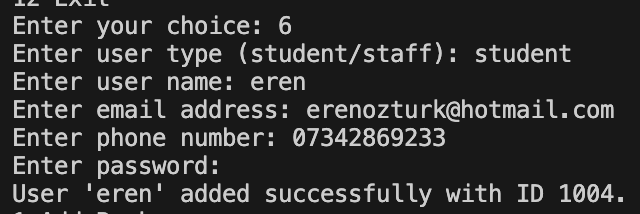 12 Exit
Enter your choice: 6
Enter user type (student/staff): student
Enter user name: eren
Enter email address: erenozturk@hotmail.com
Enter phone number: 07342869233
Enter password:
User 'eren' added successfully with ID 1004.